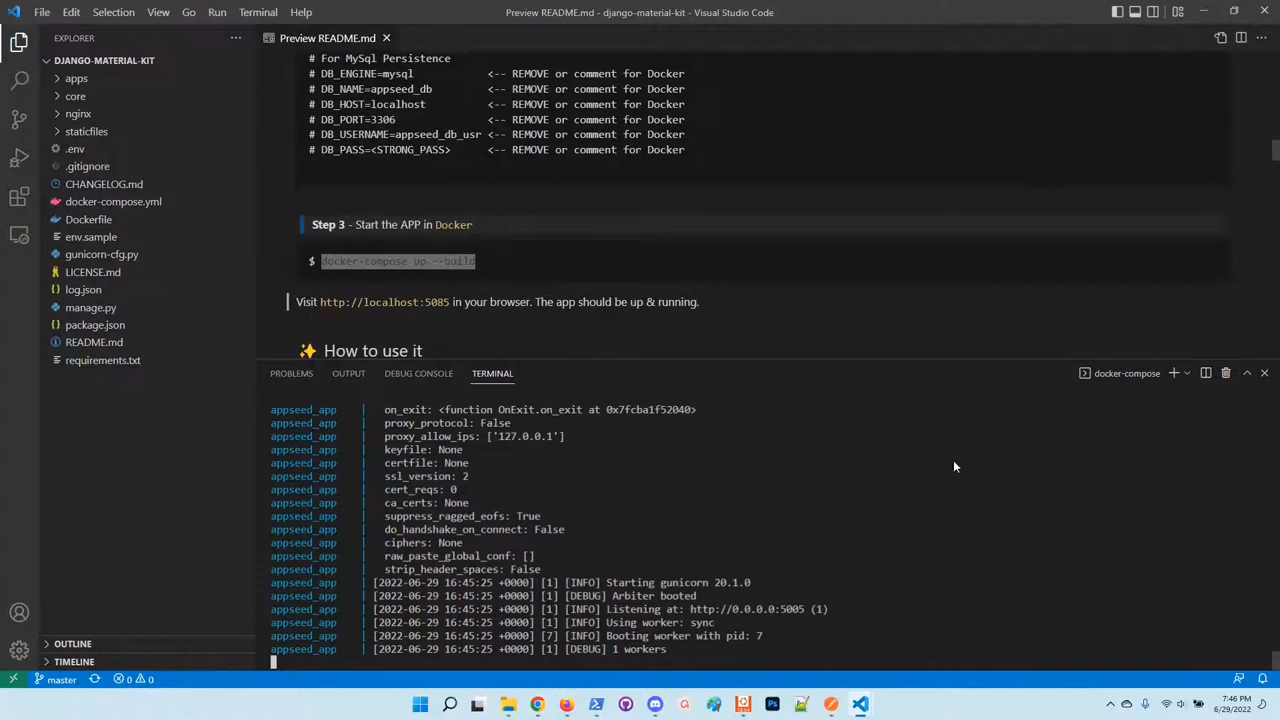 File Edit Selection View Go Run Terminal Help
Preview README.md - django-material-kit - Visual Studio Code
EXPLORER
DJANGO-MATERIAL-KIT
apps
core
nginx
staticfiles
.env
.gitignore
CHANGELOG.md
docker-compose.yml
Dockerfile
env.sample
gunicorn-cfg.py
LICENSE.md
log.json
manage.py
package.json
README.md
requirements.txt
OUTLINE
TIMELINE
Preview README.md
# For MySql Persistence
# DB_ENGINE=mysql <-- REMOVE or comment for Docker
# DB_NAME=appseed_db <-- REMOVE or comment for Docker
# DB_HOST=localhost <-- REMOVE or comment for Docker
# DB_PORT=3306 <-- REMOVE or comment for Docker
# DB_USERNAME=appseed_db_usr <-- REMOVE or comment for Docker
# DB_PASS=<STRONG_PASS> <-- REMOVE or comment for Docker
Step 3 - Start the APP in Docker
$ docker-compose up --build
Visit http://localhost:5085 in your browser. The app should be up & running.
✨ How to use it
PROBLEMS OUTPUT DEBUG CONSOLE TERMINAL
docker-compose
appseed_app | on_exit: <function OnExit.on_exit at 0x7fcba1f52040>
appseed_app | proxy_protocol: False
appseed_app | proxy_allow_ips: ['127.0.0.1']
appseed_app | keyfile: None
appseed_app | certfile: None
appseed_app | ssl_version: 2
appseed_app | cert_reqs: 0
appseed_app | ca_certs: None
appseed_app | suppress_ragged_eofs: True
appseed_app | do_handshake_on_connect: False
appseed_app | ciphers: None
appseed_app | raw_paste_global_conf: []
appseed_app | strip_header_spaces: False
appseed_app | [2022-06-29 16:45:25 +0000] [1] [INFO] Starting gunicorn 20.1.0
appseed_app | [2022-06-29 16:45:25 +0000] [1] [DEBUG] Arbiter booted
appseed_app | [2022-06-29 16:45:25 +0000] [1] [INFO] Listening at: http://0.0.0.0:5005 (1)
appseed_app | [2022-06-29 16:45:25 +0000] [1] [INFO] Using worker: sync
appseed_app | [2022-06-29 16:45:25 +0000] [7] [INFO] Booting worker with pid: 7
appseed_app | [2022-06-29 16:45:25 +0000] [1] [DEBUG] 1 workers
master 0 0
7:46 PM
6/29/2022